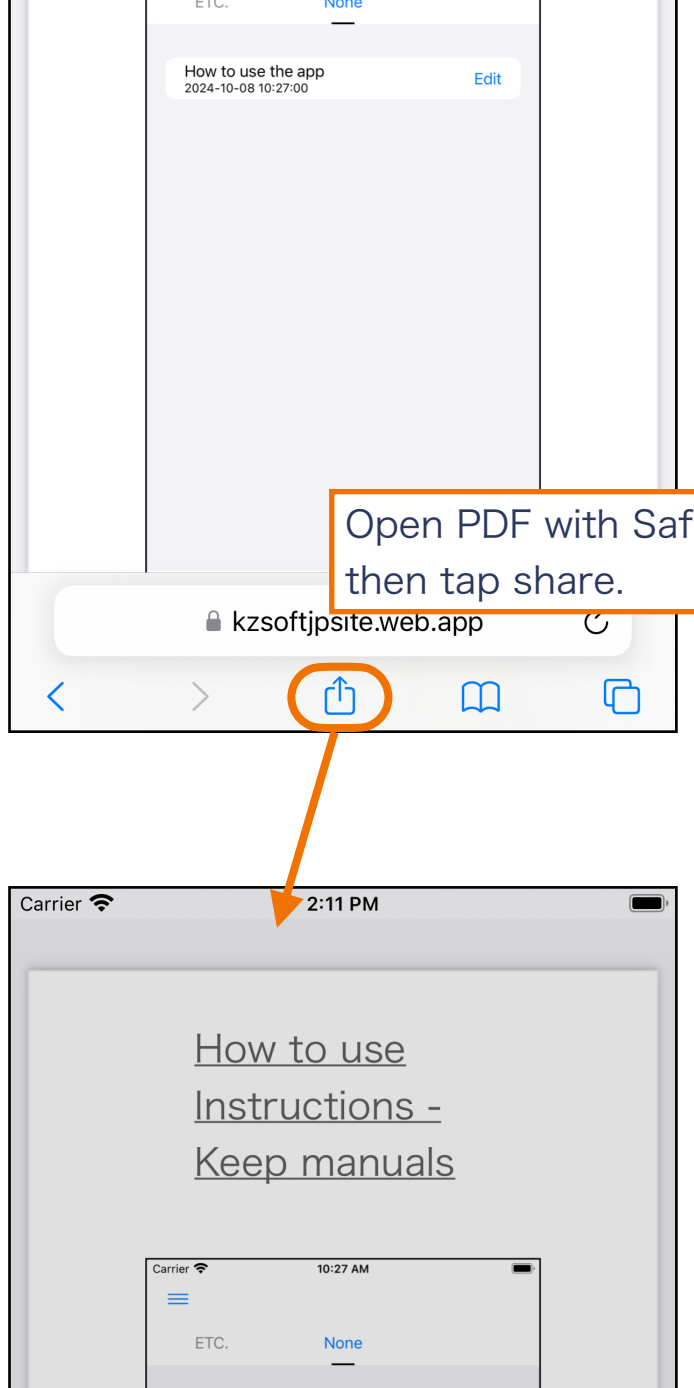 ETC. None
How to use the app
2024-10-08 10:27:00
Edit
Open PDF with Saf
then tap share.
kzsoftjpsite.web.app
Carrier 2:11 PM
How to use
Instructions -
Keep manuals
Carrier 10:27 AM
ETC. None